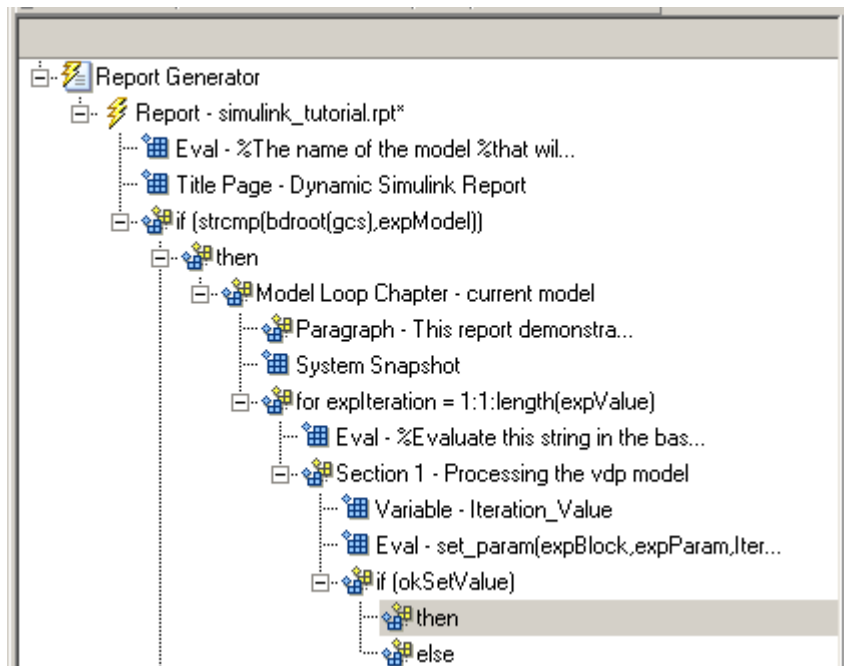 Report Generator
Report - simulink_tutorial.rpt*
Eval - %The name of the model %that wil...
Title Page - Dynamic Simulink Report
if (strcmp(bdroot(gcs),expModel))
then
Model Loop Chapter - current model
Paragraph - This report demonstra...
System Snapshot
for expIteration = 1:1:length(expValue)
Eval - %Evaluate this string in the bas...
Section 1 - Processing the vdp model
Variable - Iteration_Value
Eval - set_param(expBlock,expParam,Iter...
if (okSetValue)
then
else